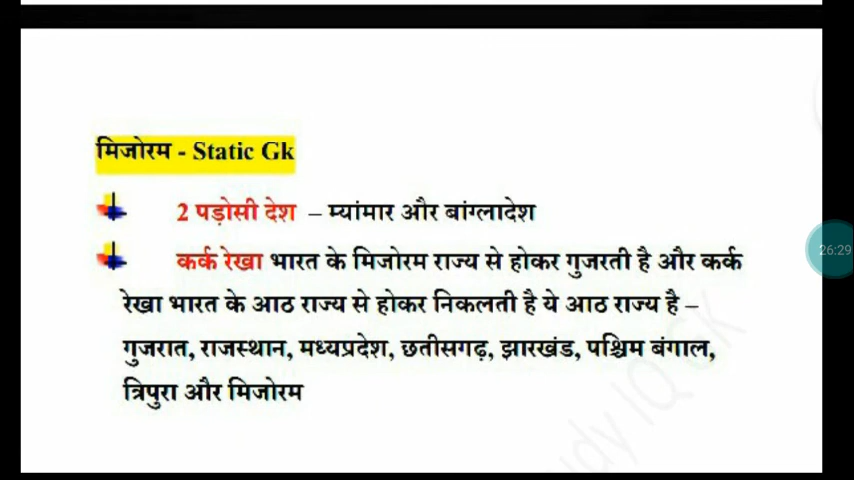 मिजोरम - Static Gk
2 पड़ोसी देश – म्यांमार और बांग्लादेश
कर्क रेखा भारत के मिजोरम राज्य से होकर गुजरती है और कर्क
रेखा भारत के आठ राज्य से होकर निकलती है ये आठ राज्य है –
गुजरात, राजस्थान, मध्यप्रदेश, छतीसगढ़, झारखंड, पश्चिम बंगाल,
त्रिपुरा और मिजोरम
26:29